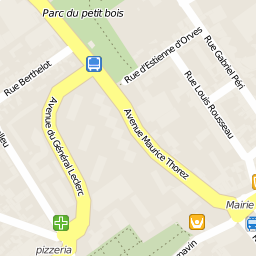 Parc du petit bois
Rue Berthelot
Rue d'Estienne d'Orves
Rue Gabriel Péri
Rue Louis Rousseau
Avenue du Général Leclerc
Avenue Maurice Thorez
Mairie
pizzeria